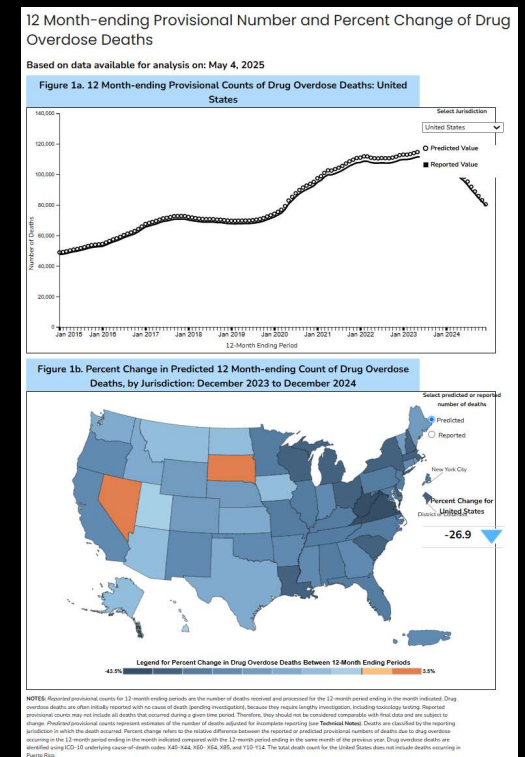 12 Month-ending Provisional Number and Percent Change of Drug
Overdose Deaths
Based on data available for analysis on: May 4, 2025
Figure 1a. 12 Month-ending Provisional Counts of Drug Overdose Deaths: United
States
Select Jurisdiction
United States
Predicted Value
Reported Value
Number of Deaths
140,000
120,000
100,000
80,000
60,000
40,000
20,000
0
Jan 2015 Jan 2016 Jan 2017 Jan 2018 Jan 2019 Jan 2020 Jan 2021 Jan 2022 Jan 2023 Jan 2024
12-Month Ending Period
Figure 1b. Percent Change in Predicted 12 Month-ending Count of Drug Overdose
Deaths, by Jurisdiction: December 2023 to December 2024
Select predicted or reported
number of deaths
Predicted
Reported
New York City
Percent Change for
United States
District of Columbia
-26.9
Legend for Percent Change in Drug Overdose Deaths Between 12-Month Ending Periods
-43.5% 3.5%
NOTES: Reported provisional counts for 12-month ending periods are the number of deaths received and processed for the 12-month period ending in the month indicated. Drug
overdose deaths are often initially reported with no cause of death (pending investigation), because they require lengthy investigation, including toxicology testing. Reported
provisional counts may not include all deaths that occurred during a given time period. Therefore, they should not be considered comparable with final data and are subject to
change. Predicted provisional counts represent estimates of the number of deaths adjusted for incomplete reporting (see Technical Notes). Deaths are classified by the reporting
jurisdiction in which the death occurred. Percent change refers to the relative difference between the reported or predicted provisional numbers of deaths due to drug overdose
occurring in the 12-month period ending in the month indicated compared with the 12-month period ending in the same month of the previous year. Drug overdose deaths are
identified using ICD-10 underlying cause-of-death codes: X40-X44, X60-X64, X85, and Y10-Y14. The total death count for the United States does not include deaths occurring in
Puerto Rico.